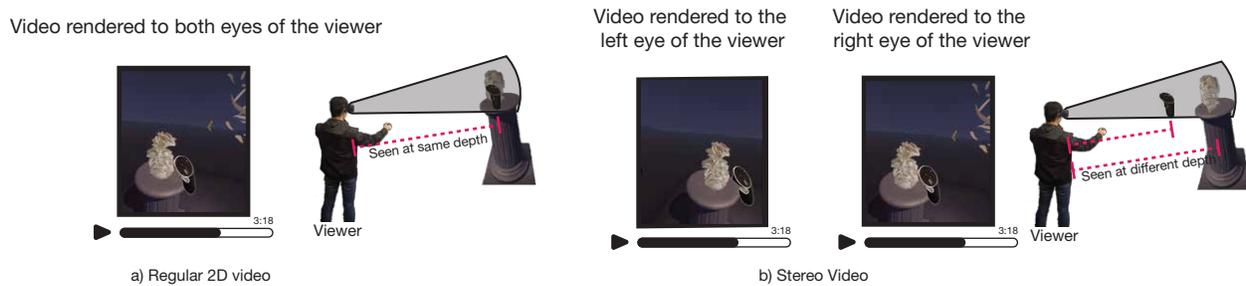 Video rendered to both eyes of the viewer
Seen at same depth
3:18
Viewer
a) Regular 2D video
Video rendered to the
left eye of the viewer
Video rendered to the
right eye of the viewer
Seen at different depth
3:18
3:18
Viewer
b) Stereo Video